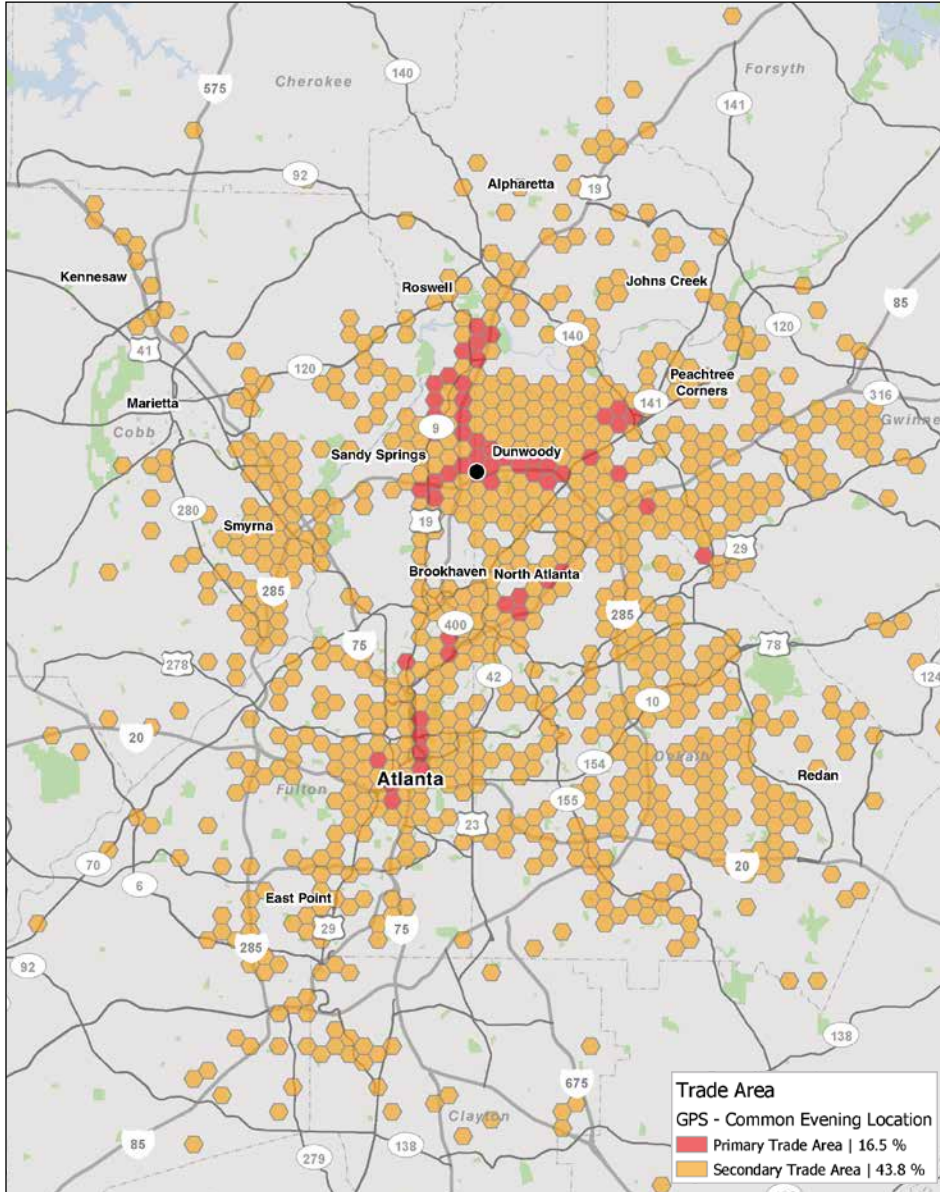 140
Cherokee
575
Forsyth
141
92
Alpharetta
19
Kennesaw
Roswell
Johns Creek
85
41
140
120
120
Peachtree
Corners
141
316
Marietta
Cobb
9
Gwinne
Sandy Springs
Dunwoody
280
19
Smyrna
29
Brookhaven
North Atlanta
285
285
400
75
78
278
42
124
10
20
154
Dekalb
Atlanta
Redan
Fulton
155
23
70
20
6
East Point
29
75
285
92
138
675
Clayton
85
138
279
Trade Area
GPS - Common Evening Location
Primary Trade Area | 16.5 %
Secondary Trade Area | 43.8 %